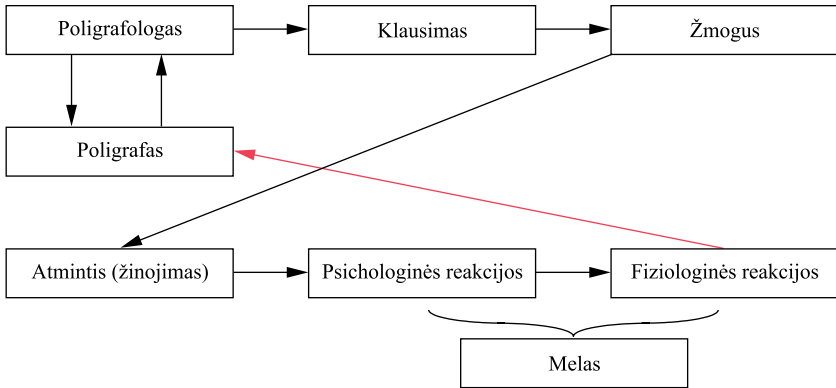 Poligrafologas
Klausimas
Žmogus
Poligrafas
Atmintis (žinojimas)
Psichologinės reakcijos
Fiziologinės reakcijos
Melas